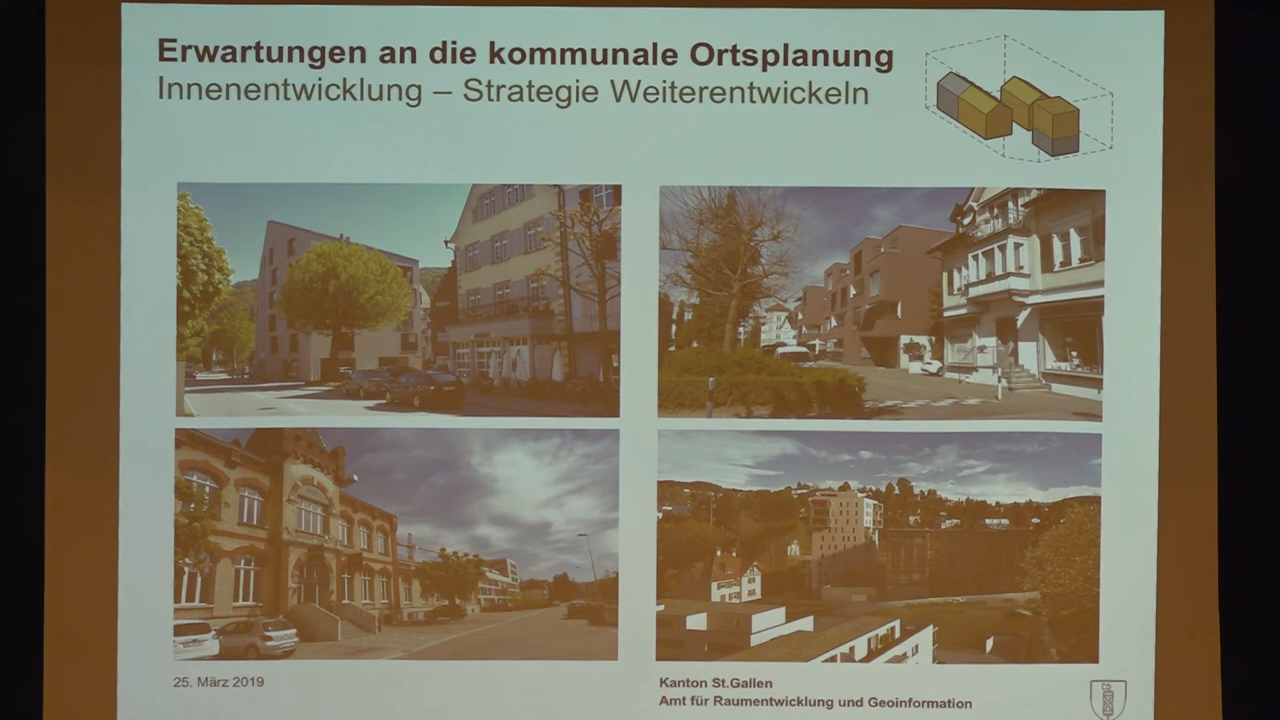 Erwartungen an die kommunale Ortsplanung
Innenentwicklung – Strategie Weiterentwickeln
25. März 2019
Kanton St.Gallen
Amt für Raumentwicklung und Geoinformation